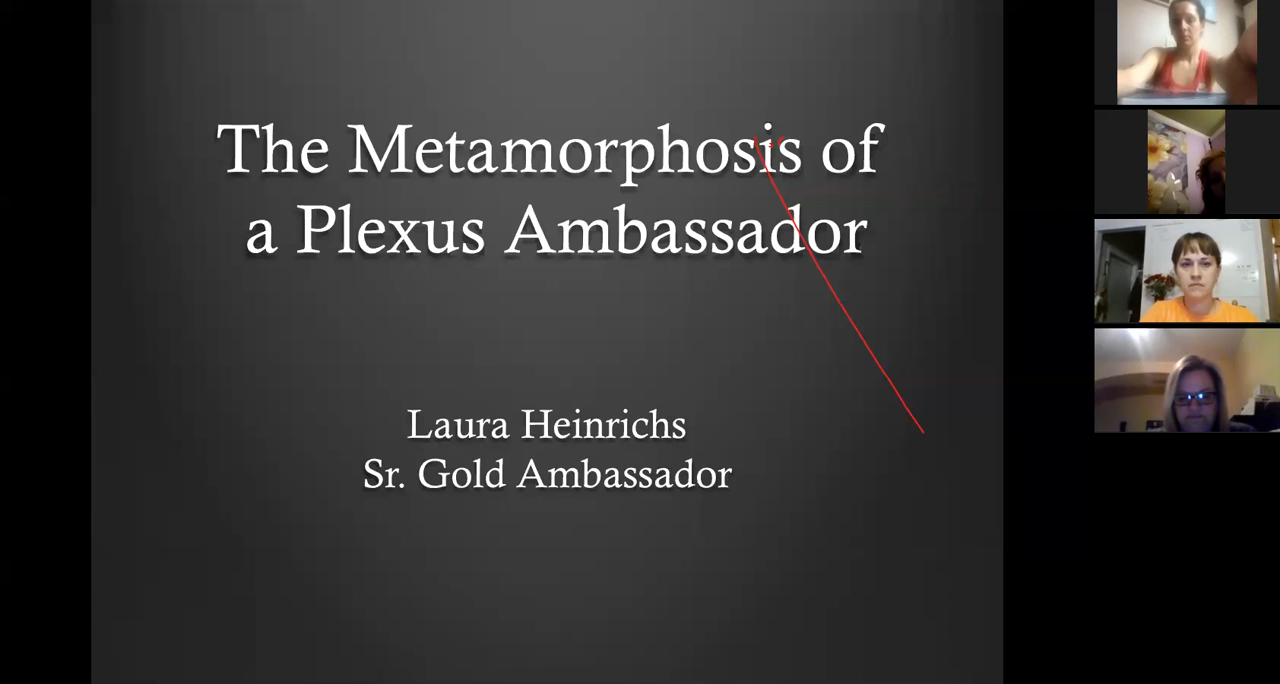 The Metamorphosis of
a Plexus Ambassador
Laura Heinrichs
Sr. Gold Ambassador